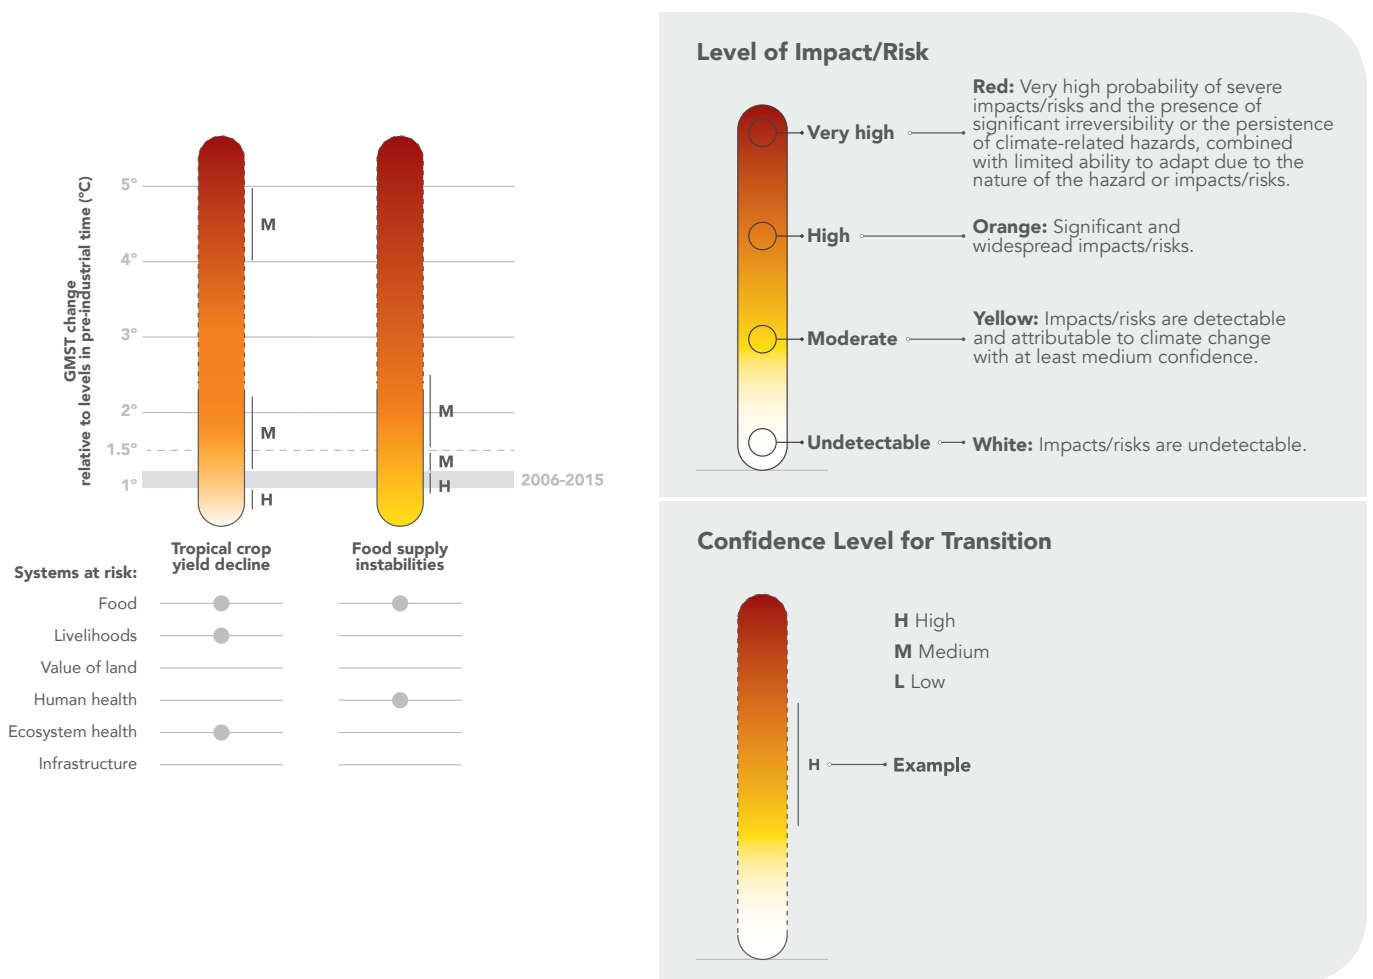 GMST change
relative to levels in pre-industrial time (°C)
5°
4°
3°
2°
1.5°
1°
M
M
H
M
M
H
2006-2015
Tropical crop
yield decline
Food supply
instabilities
Systems at risk:
Food
Livelihoods
Value of land
Human health
Ecosystem health
Infrastructure
Level of Impact/Risk
Very high
Red: Very high probability of severe
impacts/risks and the presence of
significant irreversibility or the persistence
of climate-related hazards, combined
with limited ability to adapt due to the
nature of the hazard or impacts/risks.
High
Orange: Significant and
widespread impacts/risks.
Moderate
Yellow: Impacts/risks are detectable
and attributable to climate change
with at least medium confidence.
Undetectable
White: Impacts/risks are undetectable.
Confidence Level for Transition
H High
M Medium
L Low
H
Example